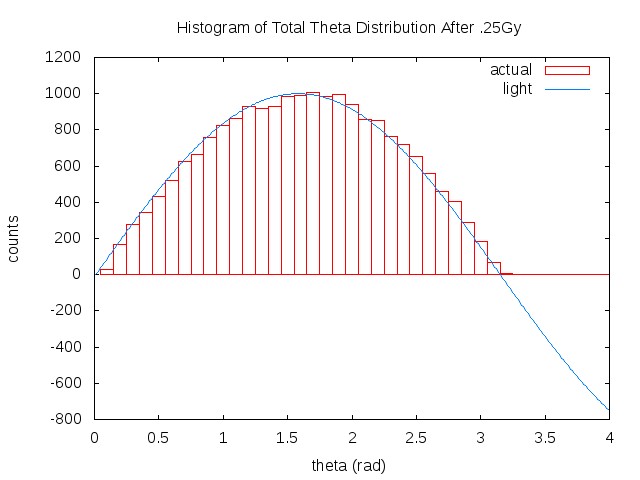 Histogram of Total Theta Distribution After .25Gy
1200
actual
light
1000
800
600
400
200
0
-200
-400
-600
-800
counts
0 0.5 1 1.5 2 2.5 3 3.5 4
theta (rad)